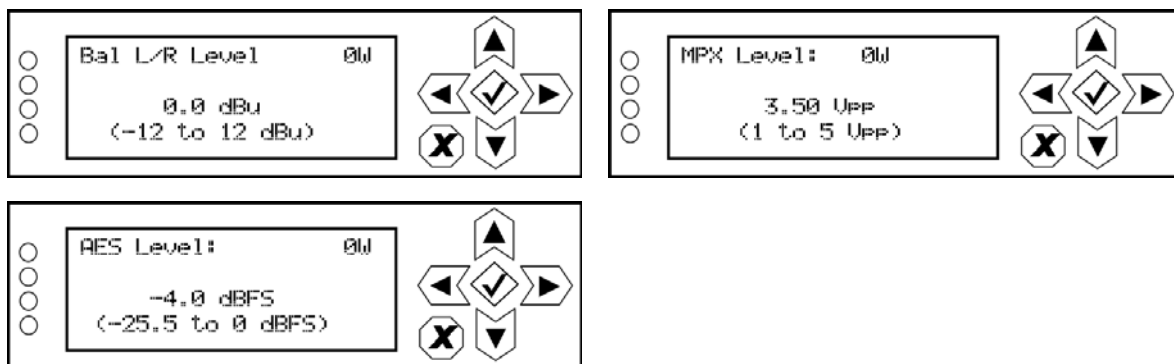 Bal L/R Level 0W
0.0 dBu
(-12 to 12 dBu)
MPX Level: 0W
3.50 Vpp
(1 to 5 Vpp)
AES Level: 0W
-4.0 dBFS
(-25.5 to 0 dBFS)